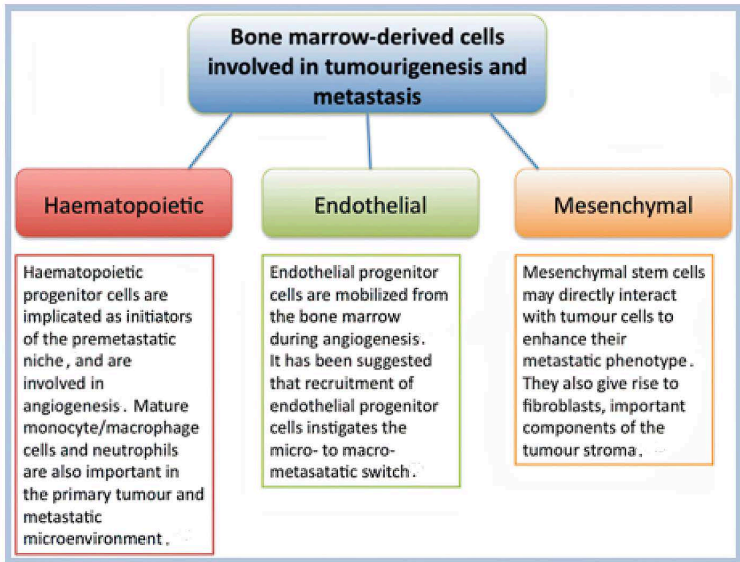 Bone marrow-derived cells
involved in tumourigenesis and
metastasis
Haematopoietic
Endothelial
Mesenchymal
Haematopoietic
progenitor cells are
implicated as initiators
of the premetastatic
niche, and are
involved in
angiogenesis. Mature
monocyte/macrophage
cells and neutrophils
are also important in
the primary tumour and
metastatic
microenvironment.
Endothelial progenitor
cells are mobilized from
the bone marrow
during angiogenesis.
It has been suggested
that recruitment of
endothelial progenitor
cells instigates the
micro- to macro-
metasatatic switch.
Mesenchymal stem cells
may directly interact
with tumour cells to
enhance their
metastatic phenotype.
They also give rise to
fibroblasts, important
components of the
tumour stroma.